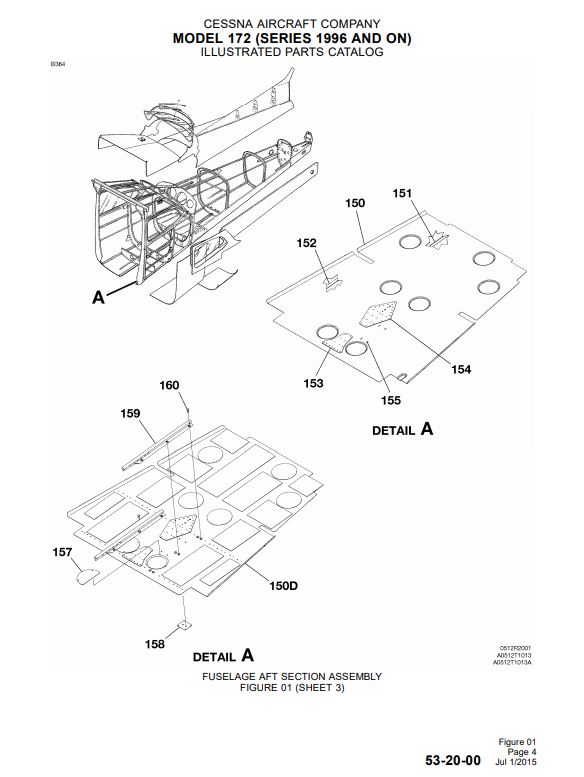 CESSNA AIRCRAFT COMPANY
MODEL 172 (SERIES 1996 AND ON)
ILLUSTRATED PARTS CATALOG
B364
A
150
151
152
153
154
155
DETAIL A
160
159
157
150D
158
DETAIL A
0512R2001
A0512T1013
A0512T1013A
FUSELAGE AFT SECTION ASSEMBLY
FIGURE 01 (SHEET 3)
Figure 01
Page 4
53-20-00 Jul 1/2015